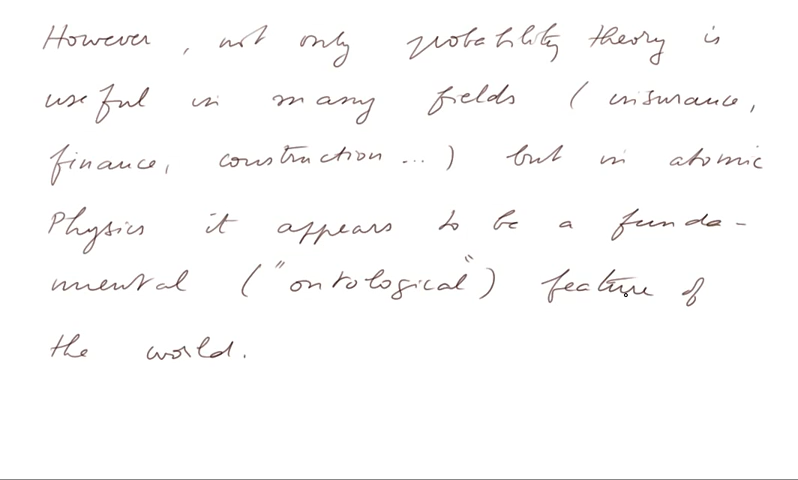 However, not only probability theory is
useful in many fields (insurance,
finance, construction...) but in atomic
Physics it appears to be a funda-
mental ("ontological") feature of
the world.